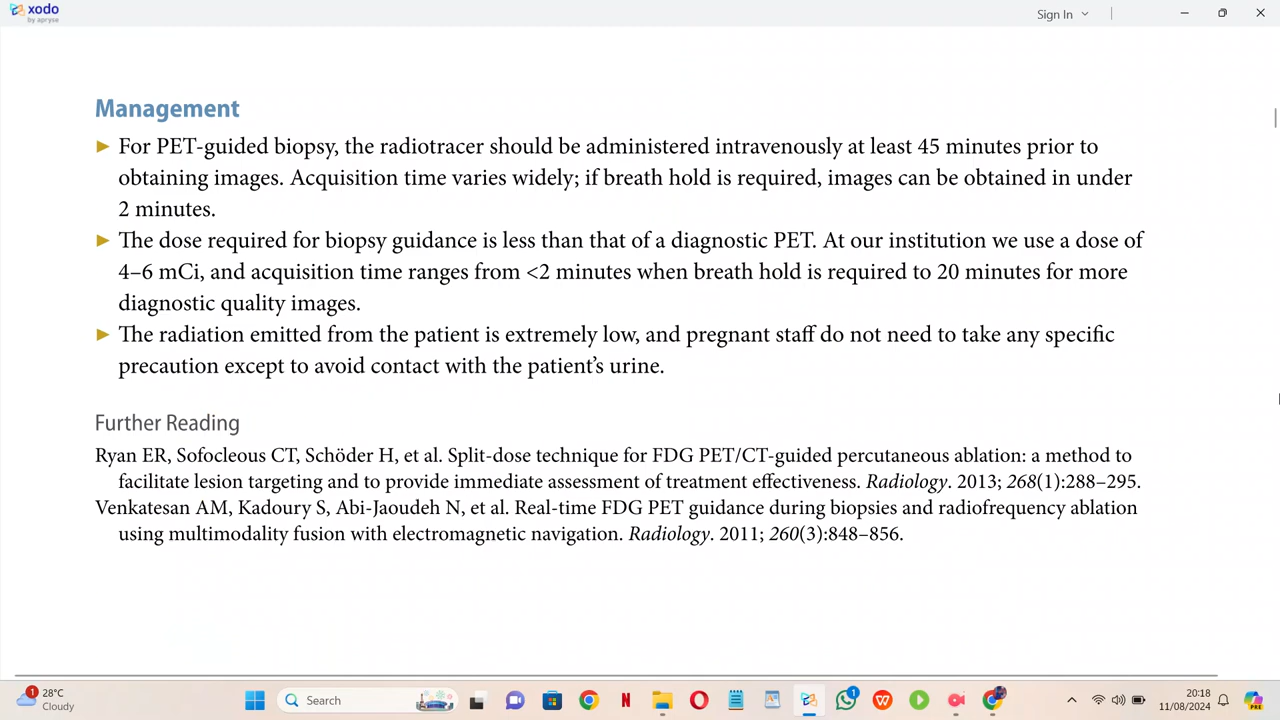 xodo
by apryse
Sign In
Management
► For PET-guided biopsy, the radiotracer should be administered intravenously at least 45 minutes prior to
obtaining images. Acquisition time varies widely; if breath hold is required, images can be obtained in under
2 minutes.
► The dose required for biopsy guidance is less than that of a diagnostic PET. At our institution we use a dose of
4–6 mCi, and acquisition time ranges from <2 minutes when breath hold is required to 20 minutes for more
diagnostic quality images.
► The radiation emitted from the patient is extremely low, and pregnant staff do not need to take any specific
precaution except to avoid contact with the patient’s urine.
Further Reading
Ryan ER, Sofocleous CT, Schöder H, et al. Split-dose technique for FDG PET/CT-guided percutaneous ablation: a method to
facilitate lesion targeting and to provide immediate assessment of treatment effectiveness. Radiology. 2013; 268(1):288–295.
Venkatesan AM, Kadoury S, Abi-Jaoudeh N, et al. Real-time FDG PET guidance during biopsies and radiofrequency ablation
using multimodality fusion with electromagnetic navigation. Radiology. 2011; 260(3):848–856.
1
28°C
Cloudy
Search
1
20:18
11/08/2024
PRE